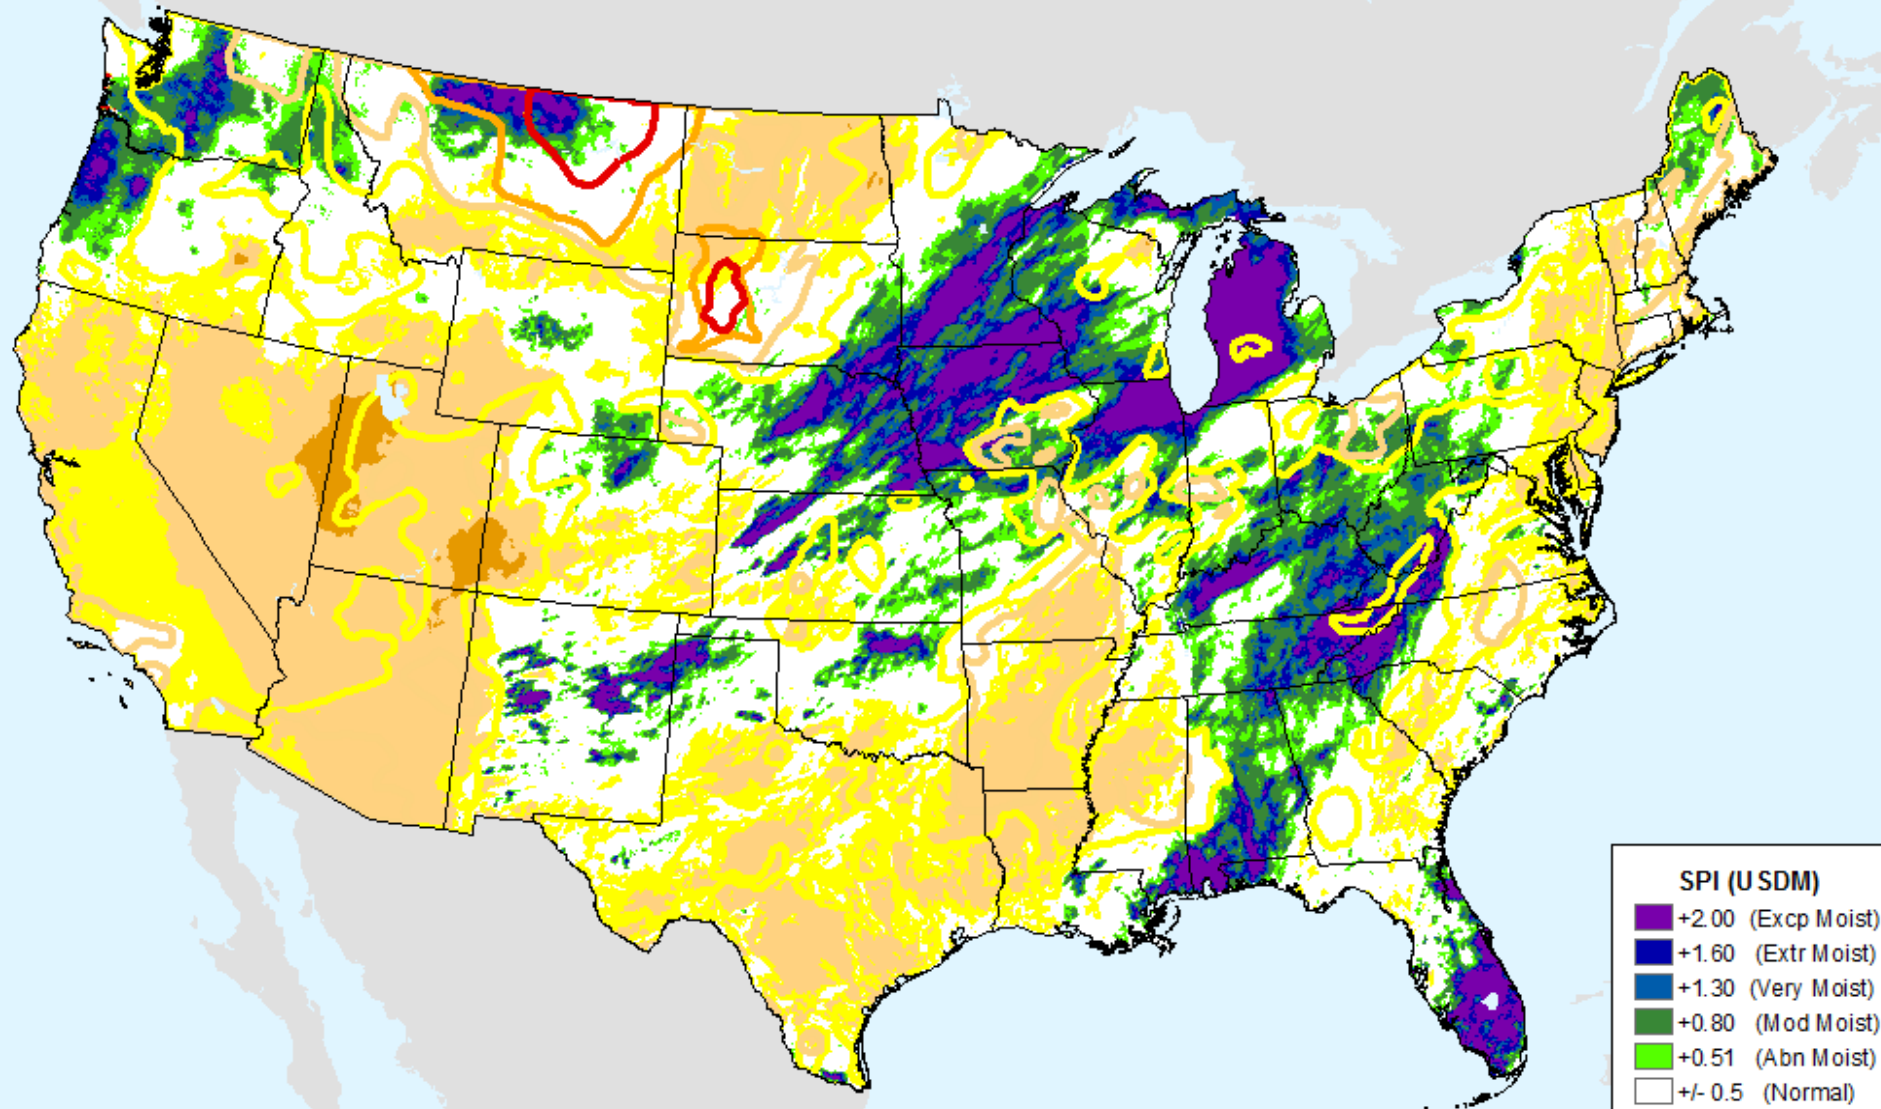 SPI (USDM)
+2.00 (Excp Moist)
+1.60 (Extr Moist)
+1.30 (Very Moist)
+0.80 (Mod Moist)
+0.51 (Abn Moist)
+/- 0.5 (Normal)